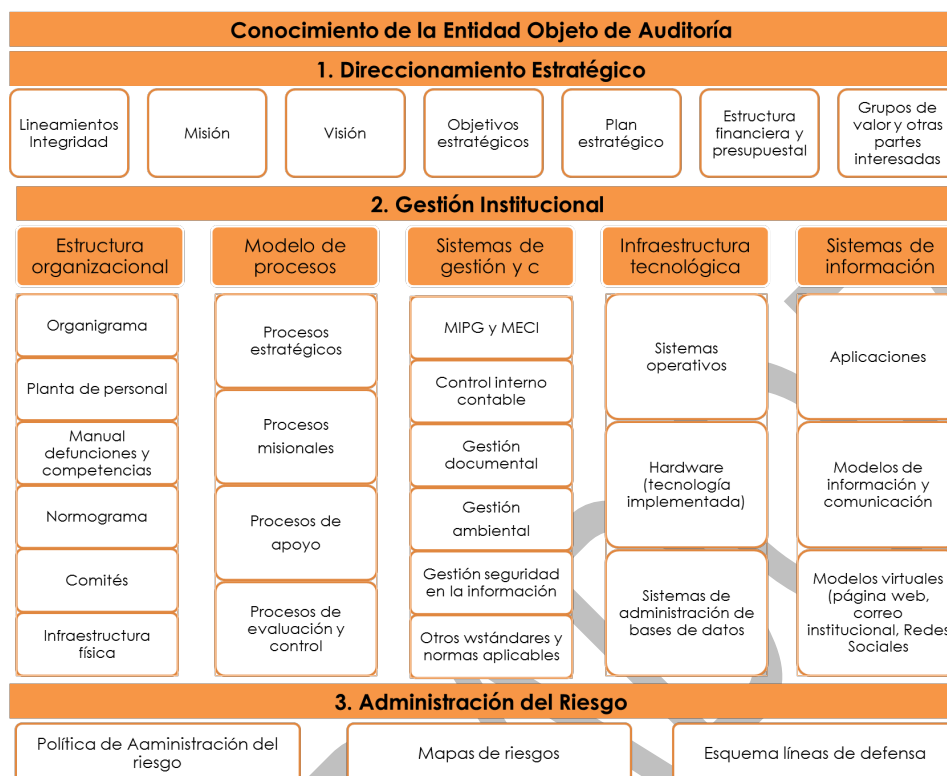 Conocimiento de la Entidad Objeto de Auditoría
1. Direccionamiento Estratégico
Lineamientos
Integridad
Misión
Visión
Objetivos
estratégicos
Plan
estratégico
Estructura
financiera y
presupuestal
Grupos de
valor y otras
partes
interesadas
2. Gestión Institucional
Estructura
organizacional
Organigrama
Planta de personal
Manual
defunciones y
competencias
Normograma
Comités
Infraestructura
física
Modelo de
procesos
Procesos
estratégicos
Procesos
misionales
Procesos de
apoyo
Procesos de
evaluación y
control
Sistemas de
gestión y c
MIPG y MECI
Control interno
contable
Gestión
documental
Gestión
ambiental
Gestión seguridad
en la información
Otros wstándares y
normas aplicables
Infraestructura
tecnológica
Sistemas
operativos
Hardware
(tecnología
implementada)
Sistemas de
administración de
bases de datos
Sistemas de
información
Aplicaciones
Modelos de
información y
comunicación
Modelos virtuales
(página web,
correo
institucional, Redes
Sociales
3. Administración del Riesgo
Política de Aaministración del
riesgo
Mapas de riesgos
Esquema líneas de defensa